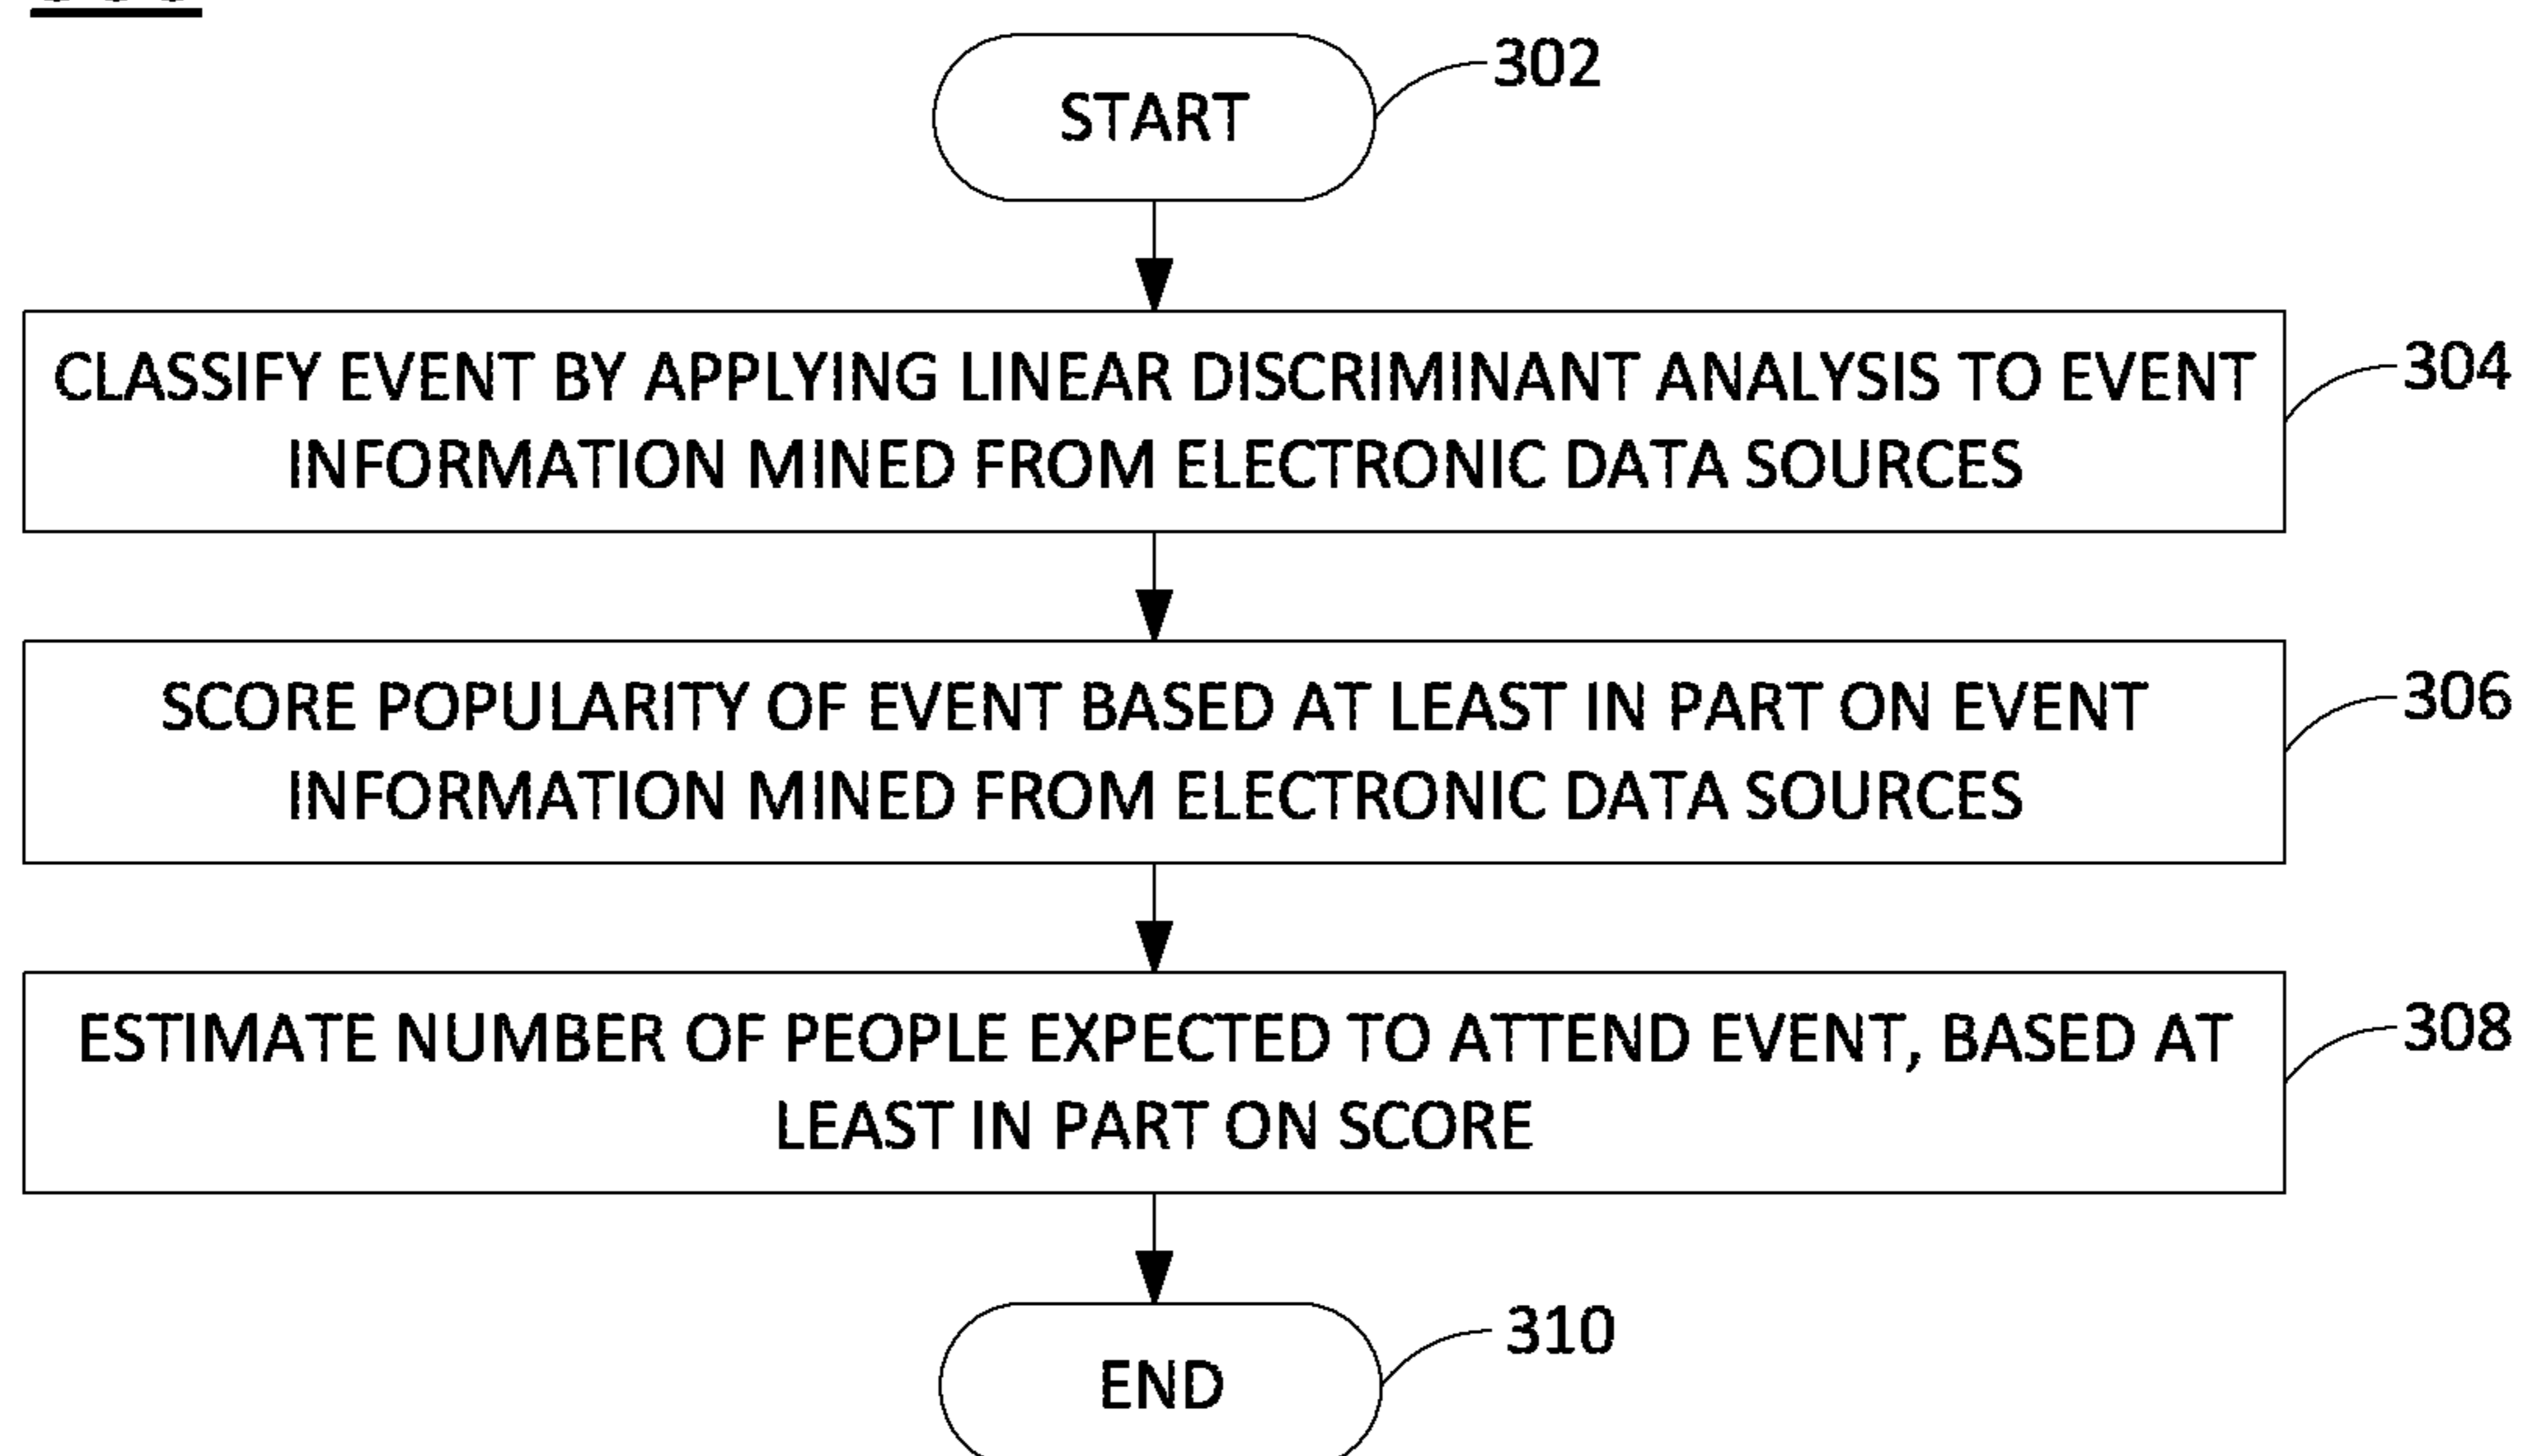 START
302
CLASSIFY EVENT BY APPLYING LINEAR DISCRIMINANT ANALYSIS TO EVENT
INFORMATION MINED FROM ELECTRONIC DATA SOURCES
304
SCORE POPULARITY OF EVENT BASED AT LEAST IN PART ON EVENT
INFORMATION MINED FROM ELECTRONIC DATA SOURCES
306
ESTIMATE NUMBER OF PEOPLE EXPECTED TO ATTEND EVENT, BASED AT
LEAST IN PART ON SCORE
308
END
310